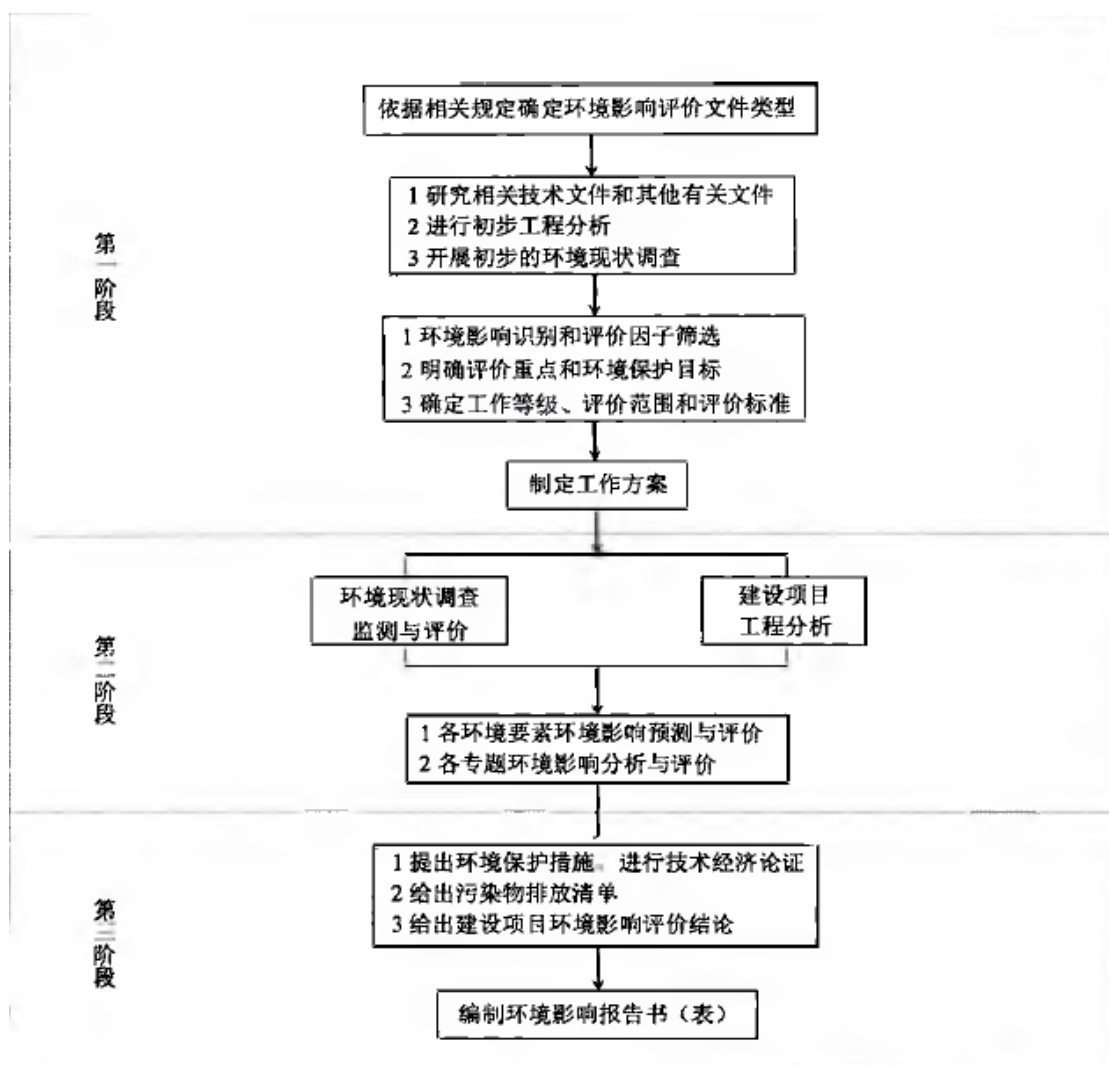 依据相关规定确定环境影响评价文件类型
1 研究相关技术文件和其他有关文件
2 进行初步工程分析
3 开展初步的环境现状调查
第一阶段
1 环境影响识别和评价因子筛选
2 明确评价重点和环境保护目标
3 确定工作等级、评价范围和评价标准
制定工作方案
环境现状调查
监测与评价
建设项目
工程分析
第二阶段
1 各环境要素环境影响预测与评价
2 各专题环境影响分析与评价
1 提出环境保护措施，进行技术经济论证
2 给出污染物排放清单
3 给出建设项目环境影响评价结论
第三阶段
编制环境影响报告书（表）